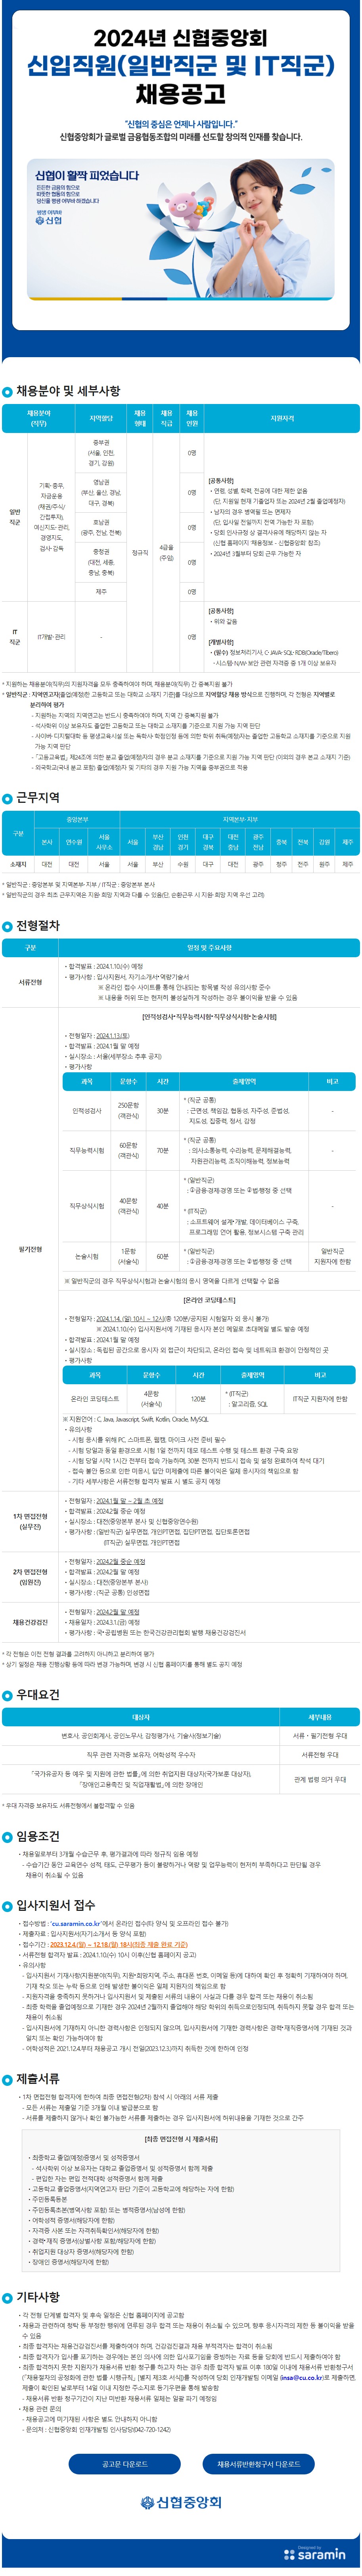 2024년 신협중앙회
신입직원(일반직군 및 IT직군)
채용공고
"신협의 중심은 언제나 사람입니다."
신협중앙회가 글로벌 금융협동조합의 미래를 선도할 창의적 인재를 찾습니다.
신협이 활짝 피었습니다
든든한 금융의 힘으로
따뜻한 협동의 힘으로
당신을 평생 어부바 하겠습니다
평생 어부바
신협
채용분야 및 세부사항
채용분야 (직무) 지역할당 채용 형태 채용 직급 채용 인원 지원자격
일반 직군
기획·총무,
자금운용
(채권/주식/
간접투자),
여신지도·관리,
경영지도,
검사·감독
중부권
(서울, 인천,
경기, 강원)
0명
영남권
(부산, 울산, 경남,
대구, 경북)
0명
호남권
(광주, 전남, 전북)
0명
충청권
(대전, 세종,
충남, 충북)
0명
제주
0명
정규직
4급을
(주임)
[공통사항]
• 연령, 성별, 학력, 전공에 대한 제한 없음
(단, 지원일 현재 기졸업자 또는 2024년 2월 졸업예정자)
• 남자의 경우 병역필 또는 면제자
(단, 입사일 전일까지 전역 가능한 자 포함)
• 당회 인사규정 상 결격사유에 해당하지 않는 자
(신협 홈페이지 '채용정보 - 신협중앙회' 참조)
• 2024년 3월부터 당회 근무 가능한 자
IT 직군
IT개발·관리
-
0명
[공통사항]
• 위와 같음
[개별사항]
• (필수) 정보처리기사, C·JAVA·SQL·RDB(Oracle/Tibero)
• 시스템·N/W·보안 관련 자격증 중 1개 이상 보유자
* 지원하는 채용분야(직무)의 지원자격을 모두 충족하여야 하며, 채용분야(직무) 간 중복지원 불가
* 일반직군 : 지역연고자(졸업(예정)한 고등학교 또는 대학교 소재지 기준)를 대상으로 지역할당 채용 방식으로 진행하며, 각 전형은 지역별로
분리하여 평가
- 지원하는 지역의 지역연고는 반드시 충족하여야 하며, 지역 간 중복지원 불가
- 석사학위 이상 보유자도 졸업한 고등학교 또는 대학교 소재지를 기준으로 지원 가능 지역 판단
- 사이버·디지털대학 등 평생교육시설 또는 독학사·학점인정 등에 의한 학위 취득(예정)자는 졸업한 고등학교 소재지를 기준으로 지원
가능 지역 판단
- 「고등교육법」 제24조에 의한 분교 졸업(예정)자의 경우 분교 소재지를 기준으로 지원 가능 지역 판단 (이외의 경우 본교 소재지 기준)
- 외국학교(국내 분교 포함) 졸업(예정)자 및 기타의 경우 지원 가능 지역을 중부권으로 적용
근무지역
구분 중앙본부 지역본부·지부
본사 연수원 서울 사무소 서울 부산 경남 인천 경기 대구 경북 대전 충남 광주 전남 충북 전북 강원 제주
소재지 대전 대전 서울 서울 부산 수원 대구 대전 광주 청주 전주 원주 제주
* 일반직군 : 중앙본부 및 지역본부·지부 / IT직군 : 중앙본부 본사
* 일반직군의 경우 최초 근무지역은 지원·희망 지역과 다를 수 있음(단, 순환근무 시 지원·희망 지역 우선 고려)
전형절차
구분 일정 및 주요사항
서류전형
• 합격발표 : 2024.1.10.(수) 예정
• 평가사항 : 입사지원서, 자기소개서·역량기술서
※ 온라인 접수 사이트를 통해 안내되는 항목별 작성 유의사항 준수
※ 내용을 허위 또는 현저히 불성실하게 작성하는 경우 불이익을 받을 수 있음
필기전형
[인적성검사·직무능력시험·직무상식시험·논술시험]
• 전형일자 : 2024.1.13.(토)
• 합격발표 : 2024.1월 말 예정
• 실시장소 : 서울(세부장소 추후 공지)
• 평가사항
과목 문항수 시간 출제영역 비고
인적성검사 250문항 (객관식) 30분
* (직군 공통)
: 근면성, 책임감, 협동성, 자주성, 준법성,
지도성, 집중력, 정서, 감정
-
직무능력시험 60문항 (객관식) 70분
* (직군 공통)
: 의사소통능력, 수리능력, 문제해결능력,
자원관리능력, 조직이해능력, 정보능력
-
직무상식시험 40문항 (객관식) 40분
* (일반직군)
: ①금융·경제·경영 또는 ②법·행정 중 선택
* (IT직군)
: 소프트웨어 설계·개발, 데이터베이스 구축,
프로그래밍 언어 활용, 정보시스템 구축 관리
-
논술시험 1문항 (서술식) 60분
* (일반직군)
: ①금융·경제·경영 또는 ②법·행정 중 선택
일반직군 지원자에 한함
※ 일반직군의 경우 직무상식시험과 논술시험의 응시 영역을 다르게 선택할 수 없음
[온라인 코딩테스트]
• 전형일자 : 2024.1.14. (일) 10시 ~ 12시(총 120분/공지된 시험일자 외 응시 불가)
※ 2024.1.10.(수) 입사지원서에 기재된 응시자 본인 메일로 초대메일 별도 발송 예정
• 합격발표 : 2024.1월 말 예정
• 실시장소 : 독립된 공간으로 응시자 외 접근이 차단되고, 온라인 접속 및 네트워크 환경이 안정적인 곳
• 평가사항
과목 문항수 시간 출제영역 비고
온라인 코딩테스트 4문항 (서술식) 120분
* (IT직군)
: 알고리즘, SQL
IT직군 지원자에 한함
※ 지원언어 : C, Java, Javascript, Swift, Kotlin, Oracle, MySQL
• 유의사항
- 시험 응시를 위해 PC, 스마트폰, 웹캠, 마이크 사전 준비 필수
- 시험 당일과 동일 환경으로 시험 1일 전까지 데모 테스트 수행 및 테스트 환경 구축 요망
- 시험 당일 시작 1시간 전부터 접속 가능하며, 30분 전까지 반드시 접속 및 설정 완료하여 착석 대기
- 접속 불안 등으로 인한 미응시, 답안 미제출에 따른 불이익은 일체 응시자의 책임으로 함
- 기타 세부사항은 서류전형 합격자 발표 시 별도 공지 예정
1차 면접전형
(실무진)
• 전형일자 : 2024.1월 말 ~ 2월 초 예정
• 합격발표 : 2024.2월 중순 예정
• 실시장소 : 대전(중앙본부 본사 및 신협중앙연수원)
• 평가사항 : (일반직군) 실무면접, 개인PT면접, 집단PT면접, 집단토론면접
(IT직군) 실무면접, 개인PT면접
2차 면접전형
(임원진)
• 전형일자 : 2024.2월 중순 예정
• 합격발표 : 2024.2월 말 예정
• 실시장소 : 대전(중앙본부 본사)
• 평가사항 : (직군 공통) 인성면접
채용건강검진
• 전형일자 : 2024.2월 말 예정
• 채용일자 : 2024.3.1.(금) 예정
• 평가사항 : 국·공립병원 또는 한국건강관리협회 발행 채용건강검진서
* 각 전형은 이전 전형 결과를 고려하지 아니하고 분리하여 평가
* 상기 일정은 채용 진행상황 등에 따라 변경 가능하며, 변경 시 신협 홈페이지를 통해 별도 공지 예정
우대요건
대상자 세부내용
변호사, 공인회계사, 공인노무사, 감정평가사, 기술사(정보기술) 서류·필기전형 우대
직무 관련 자격증 보유자, 어학성적 우수자 서류전형 우대
「국가유공자 등 예우 및 지원에 관한 법률」에 의한 취업지원 대상자(국가보훈 대상자),
「장애인고용촉진 및 직업재활법」에 의한 장애인
관계 법령 의거 우대
* 우대 자격증 보유자도 서류전형에서 불합격할 수 있음
임용조건
• 채용일로부터 3개월 수습근무 후, 평가결과에 따라 정규직 임용 예정
- 수습기간 동안 교육연수 성적, 태도, 근무평가 등이 불량하거나 역량 및 업무능력이 현저히 부족하다고 판단될 경우
채용이 취소될 수 있음
입사지원서 접수
• 접수방법 : 'cu.saramin.co.kr'에서 온라인 접수(타 양식 및 오프라인 접수 불가)
• 제출자료 : 입사지원서(자기소개서 등 양식 포함)
• 접수기간 : 2023.12.4.(월) ~ 12.18.(월) 18시(최종 제출 완료 기준)
• 서류전형 합격자 발표 : 2024.1.10.(수) 10시 이후(신협 홈페이지 공고)
• 유의사항
- 입사지원서 기재사항(지원분야(직무), 지원·희망지역, 주소, 휴대폰 번호, 이메일 등)에 대하여 확인 후 정확히 기재하여야 하며,
기재 착오 또는 누락 등으로 인해 발생한 불이익은 일체 지원자의 책임으로 함
- 지원자격을 충족하지 못하거나 입사지원서 및 제출된 서류의 내용이 사실과 다를 경우 합격 또는 채용이 취소됨
- 최종 학력을 졸업예정으로 기재한 경우 2024년 2월까지 졸업해야 해당 학위의 취득으로인정되며, 취득하지 못할 경우 합격 또는
채용이 취소됨
- 입사지원서에 기재하지 아니한 경력사항은 인정되지 않으며, 입사지원서에 기재한 경력사항은 경력·재직증명서에 기재된 것과
일치 또는 확인 가능하여야 함
- 어학성적은 2021.12.4.부터 채용공고 개시 전일(2023.12.3.)까지 취득한 것에 한하여 인정
제출서류
• 1차 면접전형 합격자에 한하여 최종 면접전형(2차) 참석 시 아래의 서류 제출
- 모든 서류는 제출일 기준 3개월 이내 발급분으로 함
- 서류를 제출하지 않거나 확인 불가능한 서류를 제출하는 경우 입사지원서에 허위내용을 기재한 것으로 간주
[최종 면접전형 시 제출서류]
• 최종학교 졸업(예정)증명서 및 성적증명서
- 석사학위 이상 보유자는 대학교 졸업증명서 및 성적증명서 함께 제출
- 편입한 자는 편입 전적대학 성적증명서 함께 제출
• 고등학교 졸업증명서(지역연고자 판단 기준이 고등학교에 해당하는 자에 한함)
• 주민등록등본
• 주민등록초본(병역사항 포함) 또는 병적증명서(남성에 한함)
• 어학성적 증명서(해당자에 한함)
• 자격증 사본 또는 자격취득확인서(해당자에 한함)
• 경력·재직 증명서(상벌사항 포함/해당자에 한함)
• 취업지원 대상자 증명서(해당자에 한함)
• 장애인 증명서(해당자에 한함)
기타사항
• 각 전형 단계별 합격자 및 후속 일정은 신협 홈페이지에 공고함
• 채용과 관련하여 청탁 등 부정한 행위에 연루된 경우 합격 또는 채용이 취소될 수 있으며, 향후 응시자격의 제한 등 불이익을 받을
수 있음
• 최종 합격자는 채용건강검진서를 제출하여야 하며, 건강검진결과 채용 부적격자는 합격이 취소됨
• 최종 합격자가 입사를 포기하는 경우에는 본인 의사에 의한 입사포기임을 증빙하는 자료 등을 당회에 반드시 제출하여야 함
• 최종 합격하지 못한 지원자가 채용서류 반환 청구를 하고자 하는 경우 최종 합격자 발표 이후 180일 이내에 채용서류 반환청구서
(「채용절차의 공정화에 관한 법률 시행규칙」 [별지 제3호 서식])를 작성하여 당회 인재개발팀 이메일 (insa@cu.co.kr)로 제출하면,
제출이 확인된 날로부터 14일 이내 지정한 주소지로 등기우편을 통해 발송함
- 채용서류 반환 청구기간이 지난 미반환 채용서류 일체는 일괄 파기 예정임
• 채용 관련 문의
- 채용공고에 미기재된 사항은 별도 안내하지 아니함
- 문의처 : 신협중앙회 인재개발팀 인사담당(042-720-1242)
공고문 다운로드
채용서류반환청구서 다운로드
신협중앙회
Designed by
saramin